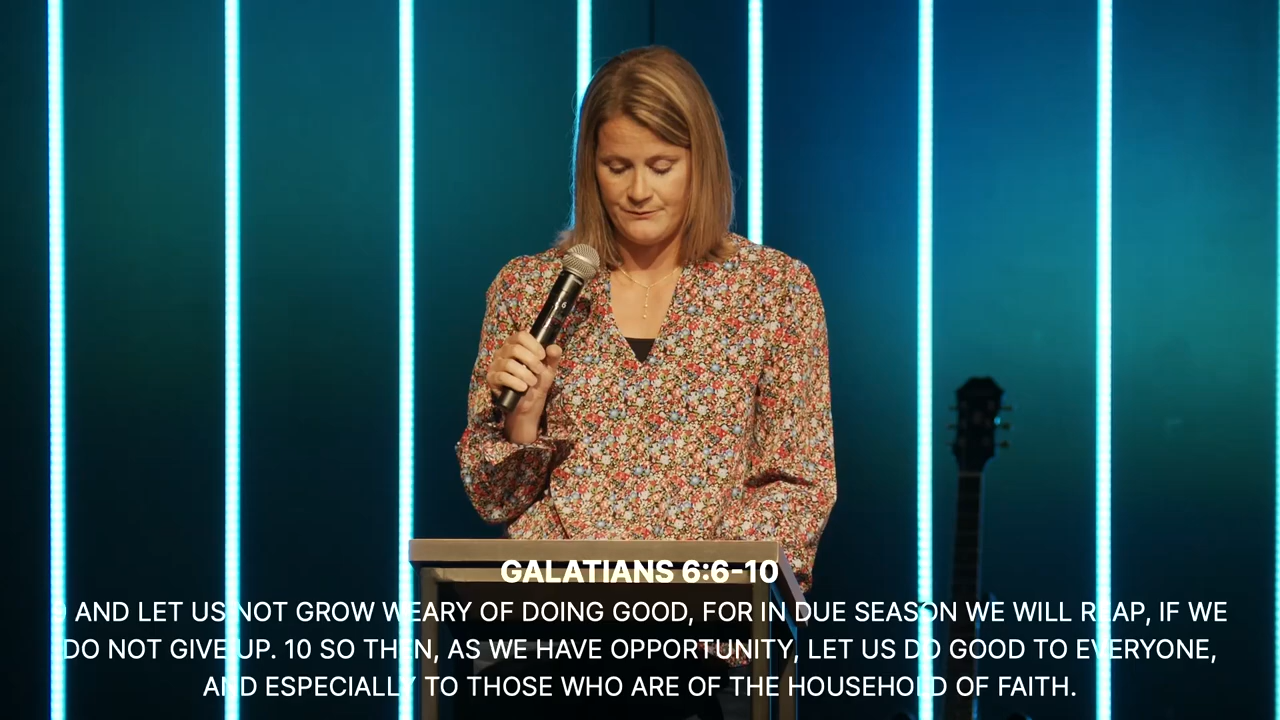 GALATIANS 6:6-10
9 AND LET US NOT GROW WEARY OF DOING GOOD, FOR IN DUE SEASON WE WILL REAP, IF WE
DO NOT GIVE UP. 10 SO THEN, AS WE HAVE OPPORTUNITY, LET US DO GOOD TO EVERYONE,
AND ESPECIALLY TO THOSE WHO ARE OF THE HOUSEHOLD OF FAITH.